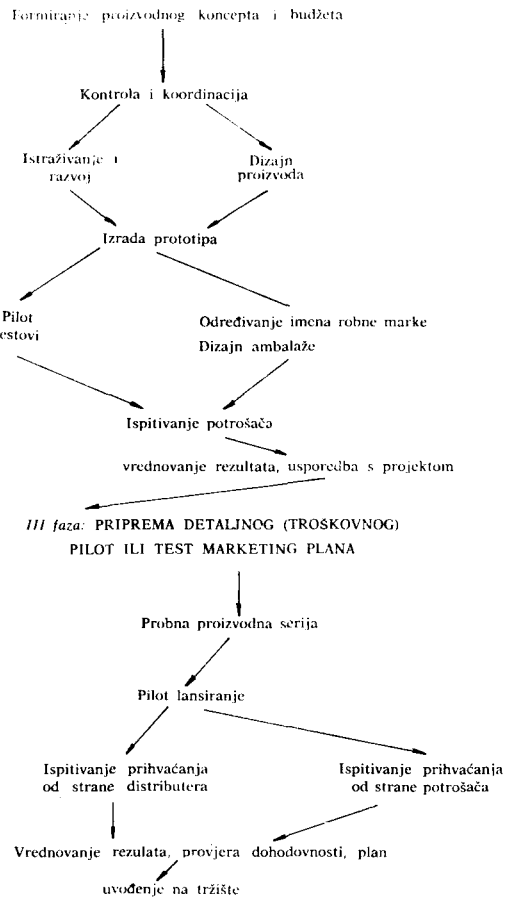 Formiranje proizvodnog koncepta i budžeta
Kontrola i koordinacija
Istraživanje i
razvoj
Dizajn
proizvoda
Izrada prototipa
Pilot
estovi
Određivanje imena robne marke
Dizajn ambalaže
Ispitivanje potrošača
vrednovanje rezultata, usporedba s projektom
III faza: PRIPREMA DETALJNOG (TROŠKOVNOG)
PILOT ILI TEST MARKETING PLANA
Probna proizvodna serija
Pilot lansiranje
Ispitivanje prihvaćanja
od strane distributera
Ispitivanje prihvaćanja
od strane potrošača
Vrednovanje rezulata, provjera dohodovnosti, plan
uvođenje na tržište